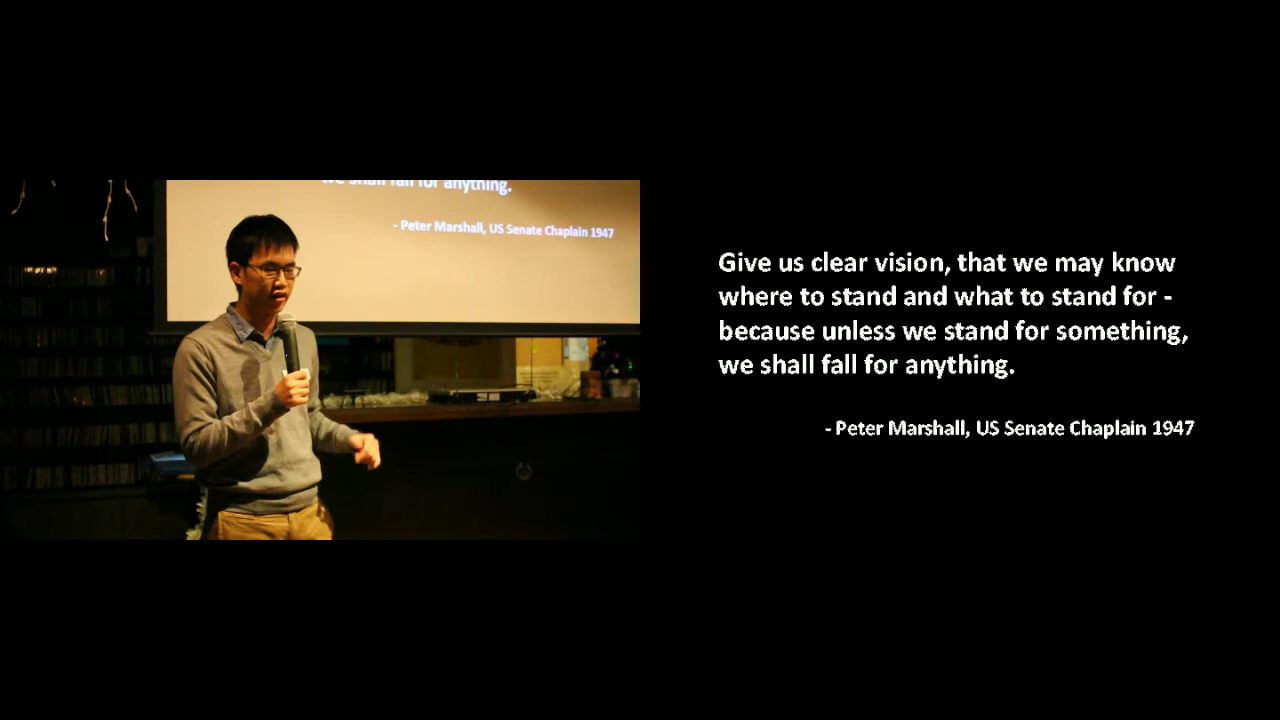 we shall fall for anything.
- Peter Marshall, US Senate Chaplain 1947
Give us clear vision, that we may know
where to stand and what to stand for -
because unless we stand for something,
we shall fall for anything.
- Peter Marshall, US Senate Chaplain 1947